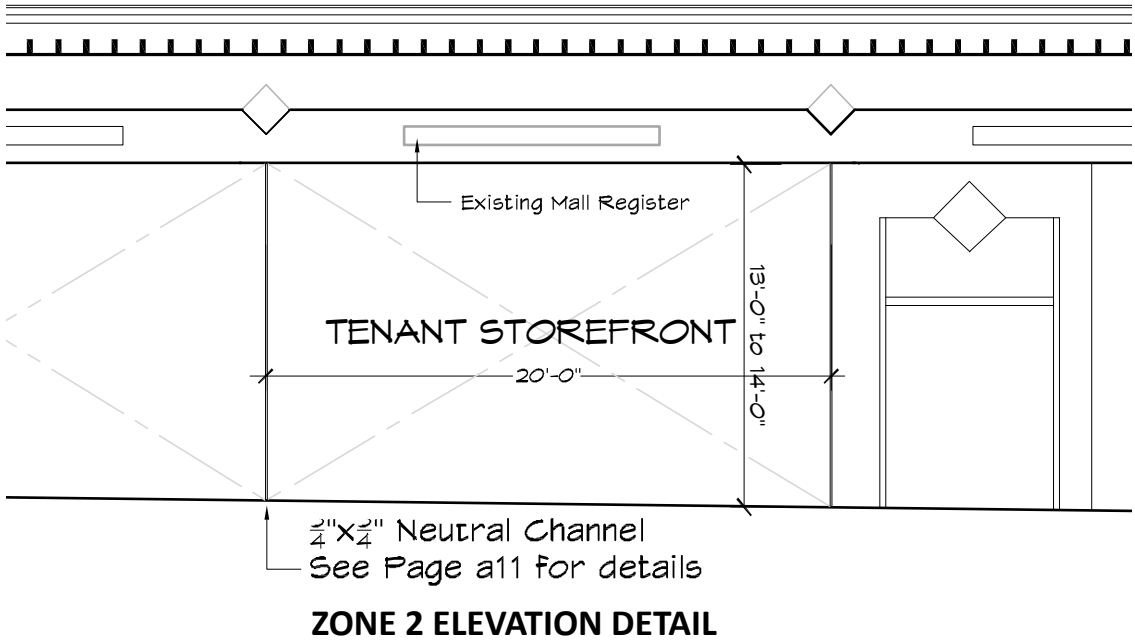 Existing Mall Register
TENANT STOREFRONT
13'-0" to 14'-0"
20'-0"
¾"x¾" Neutral Channel
See Page a11 for details
ZONE 2 ELEVATION DETAIL